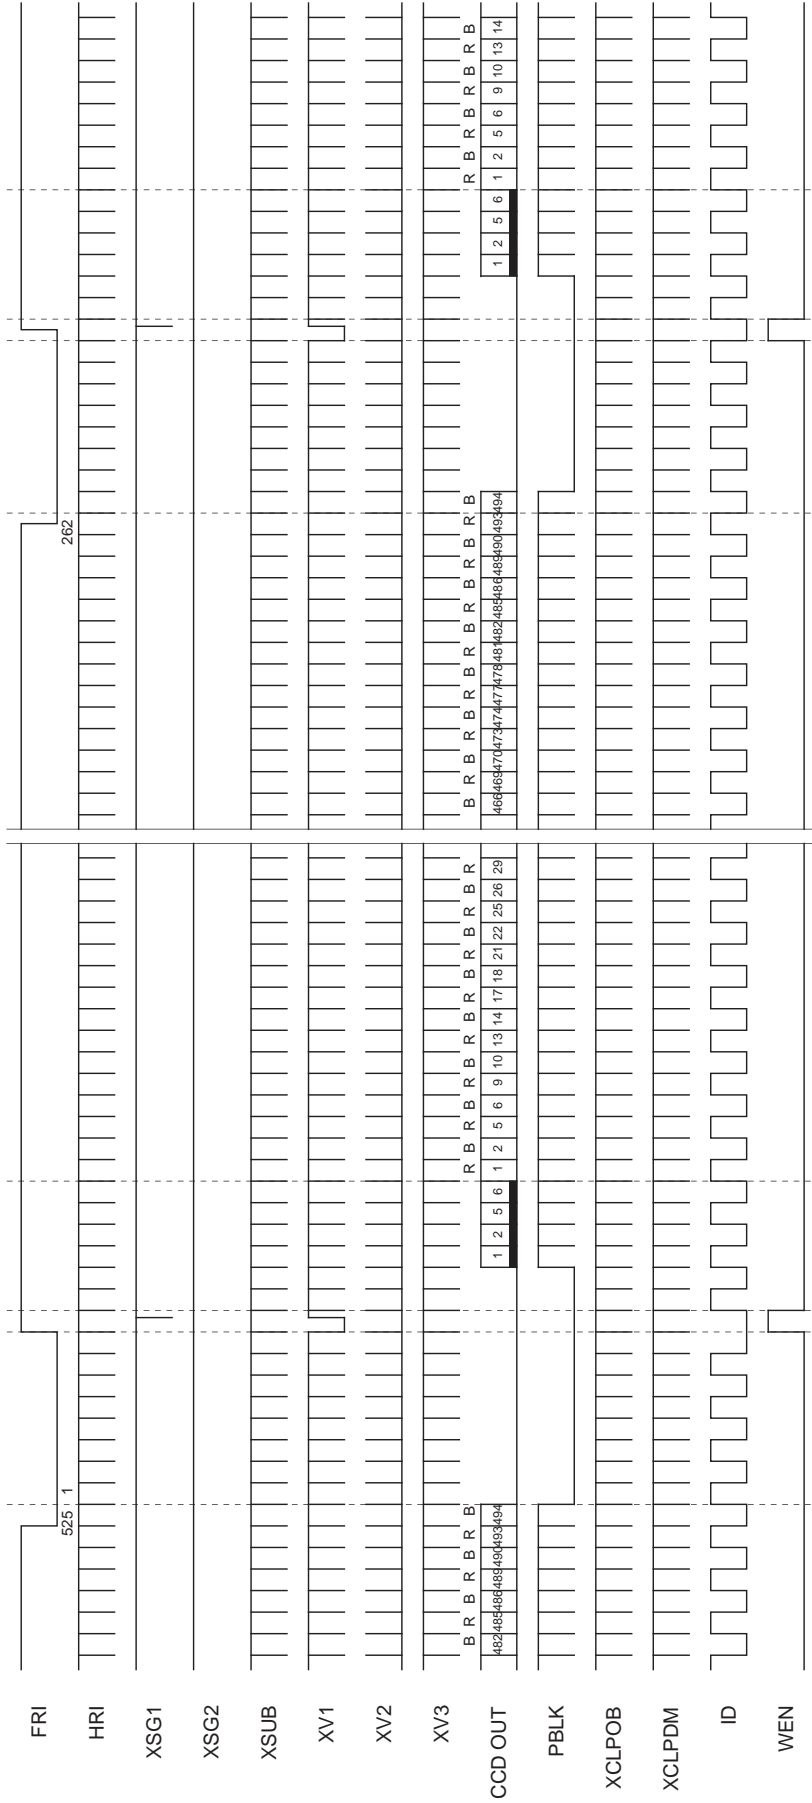 FRI
525 1 262
HRI
XSG1
XSG2
XSUB
XV1
XV2
XV3
B R B R B R B R B R B R B R B R B R B R B R B R B R B R B R B R B R B R B R B R B R B R B
CCD OUT 482 485 486 489 490 493 494 1 2 5 6 1 2 5 6 9 10 13 14 17 18 21 22 25 26 29 466 469 470 473 474 477 478 481 482 485 486 489 490 493 494 1 2 5 6 1 2 5 6 9 10 13 14
PBLK
XCLPOB
XCLPDM
ID
WEN